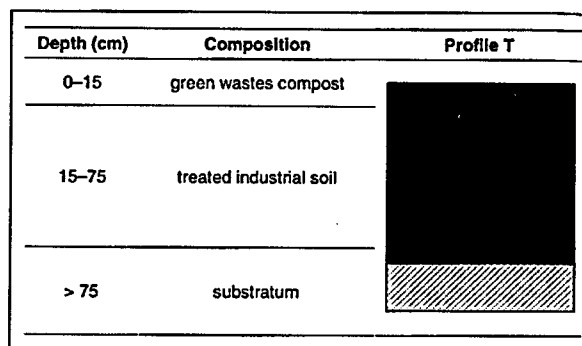 Depth (cm) Composition Profile T
0–15 green wastes compost
15–75 treated industrial soil
> 75 substratum